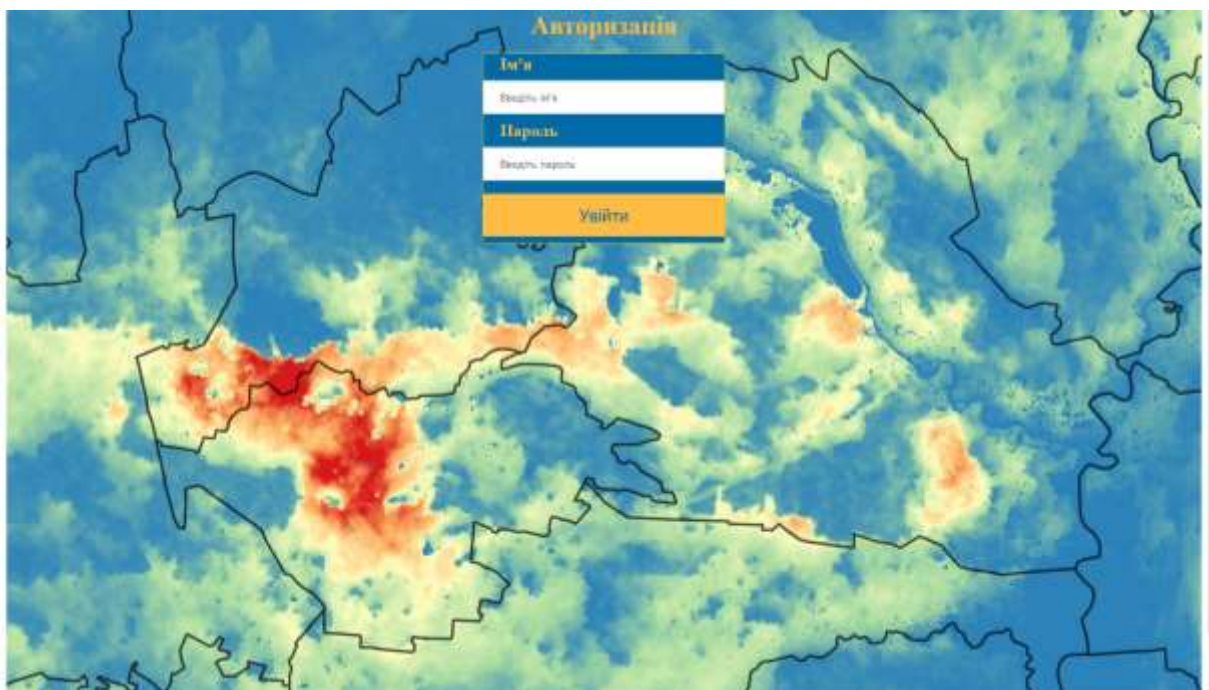 Авторизація
Ім'я
Введіть ім'я
Пароль
Введіть пароль
Увійти